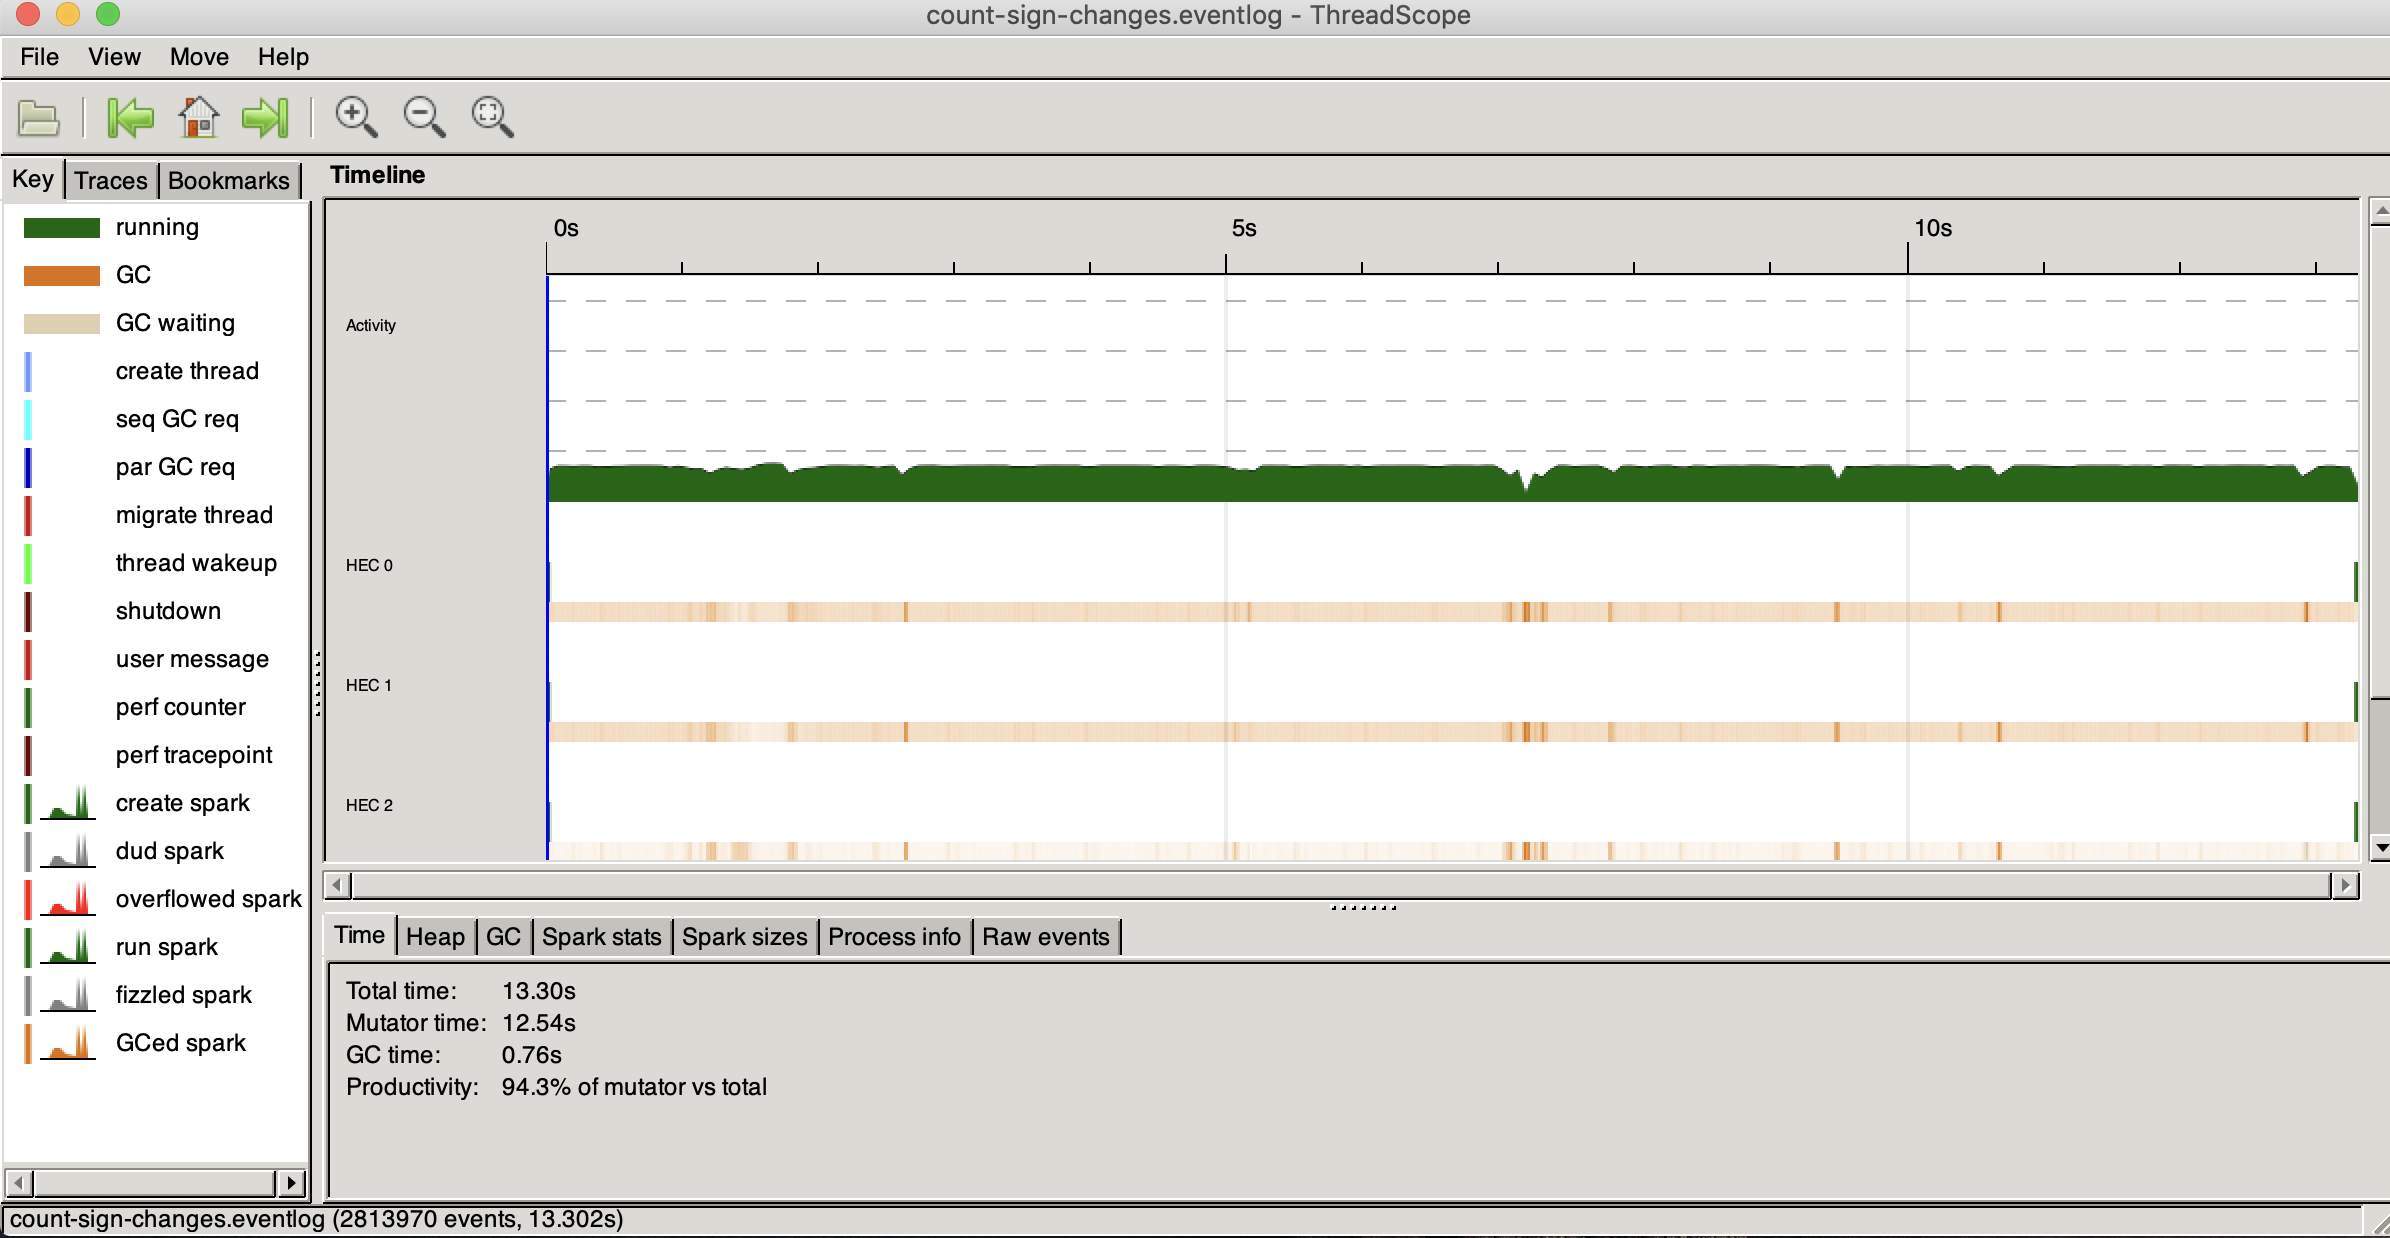 count-sign-changes.eventlog - ThreadScope
File View Move Help
Key Traces Bookmarks
running
GC
GC waiting
create thread
seq GC req
par GC req
migrate thread
thread wakeup
shutdown
user message
perf counter
perf tracepoint
create spark
dud spark
overflowed spark
run spark
fizzled spark
GCed spark
Timeline
0s 5s 10s
Activity
HEC 0
HEC 1
HEC 2
Time Heap GC Spark stats Spark sizes Process info Raw events
Total time: 13.30s
Mutator time: 12.54s
GC time: 0.76s
Productivity: 94.3% of mutator vs total
count-sign-changes.eventlog (2813970 events, 13.302s)